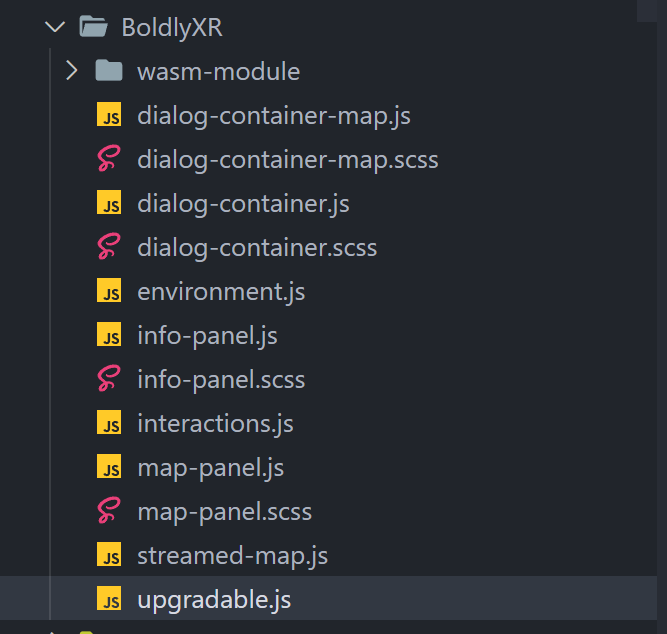 BoldlyXR
wasm-module
JS dialog-container-map.js
dialog-container-map.scss
JS dialog-container.js
dialog-container.scss
JS environment.js
JS info-panel.js
info-panel.scss
JS interactions.js
JS map-panel.js
map-panel.scss
JS streamed-map.js
JS upgradable.js